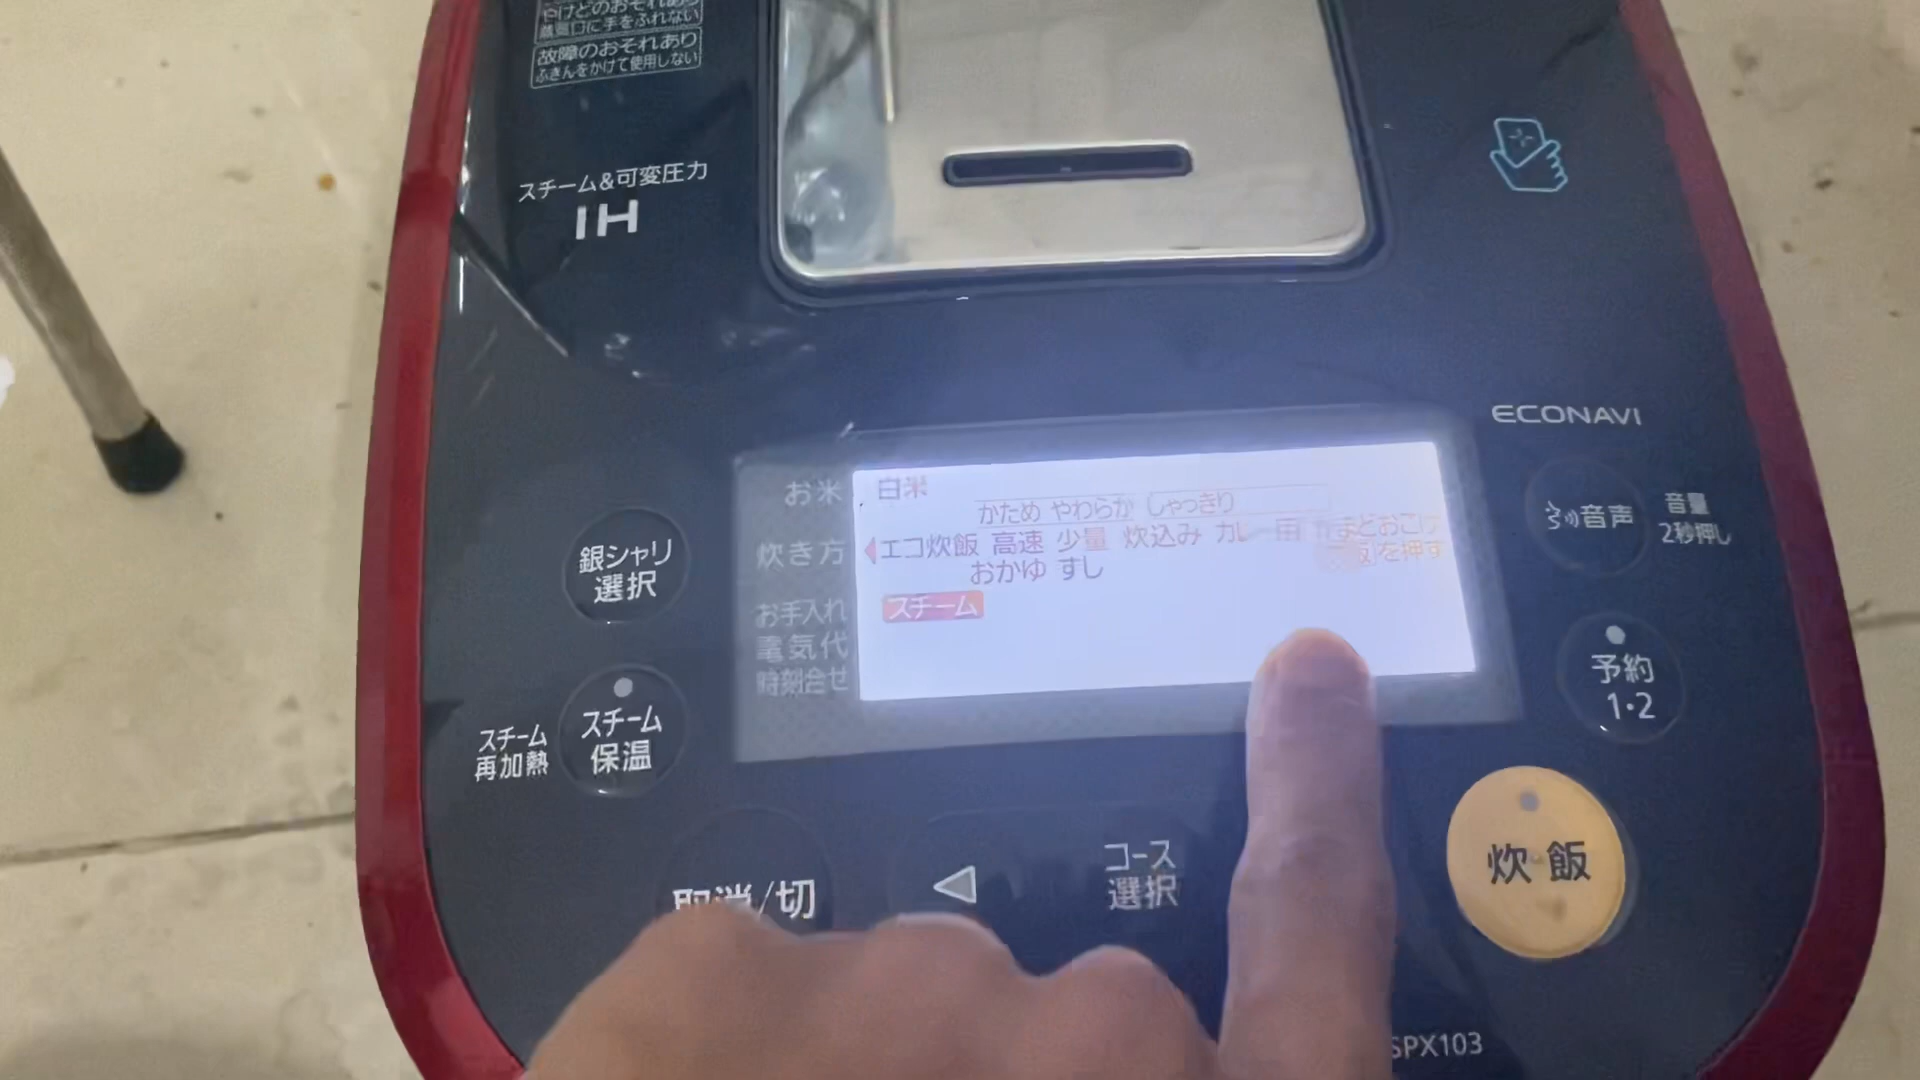 やけどのおそれあり
蒸気口に手をふれない
故障のおそれあり
ふきんをかけて使用しない
スチーム&可変圧力
IH
ECONAVI
お米 白米
かため やわらか しゃっきり
炊き方 エコ炊飯 高速 少量 炊込み カレー用 かまどおこげ
おかゆ すし を押す
お手入れ スチーム
電気代
時刻合せ
銀シャリ
選択
音声
音量
2秒押し
スチーム
再加熱
スチーム
保温
予約
1・2
取消/切
コース
選択
炊飯
SPX103